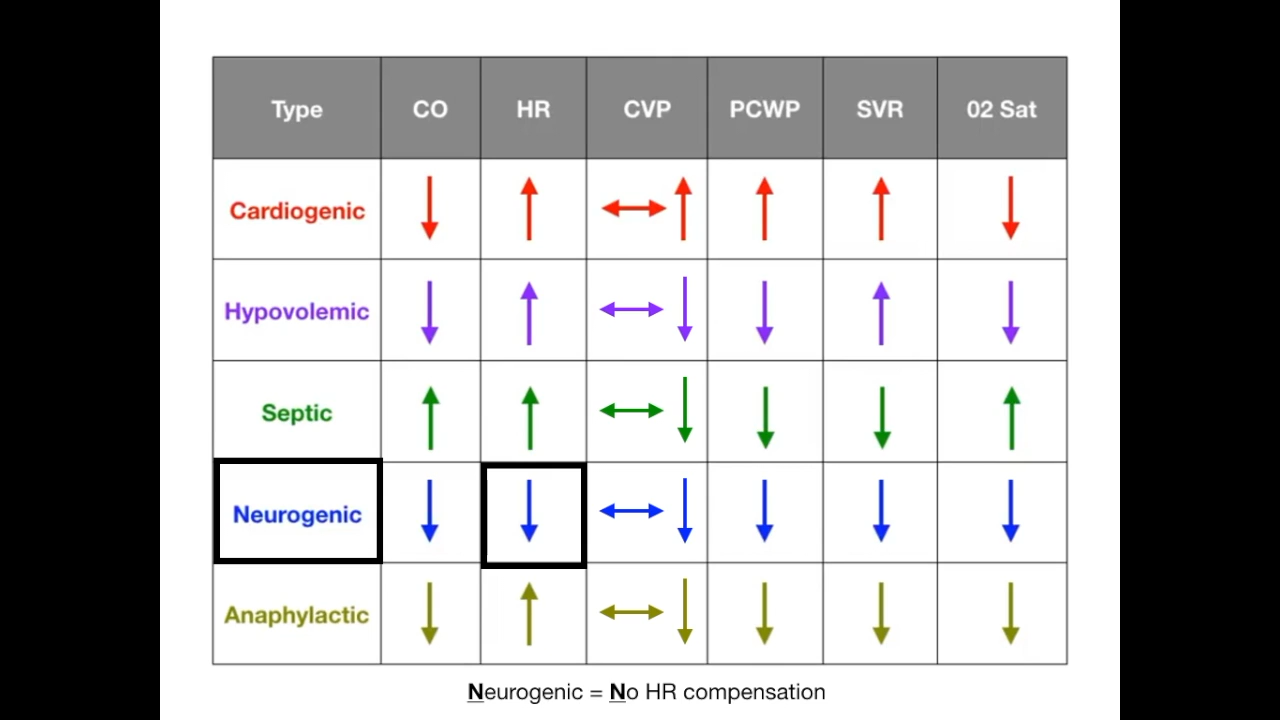 Type CO HR CVP PCWP SVR 02 Sat
Cardiogenic
Hypovolemic
Septic
Neurogenic
Anaphylactic
Neurogenic = No HR compensation